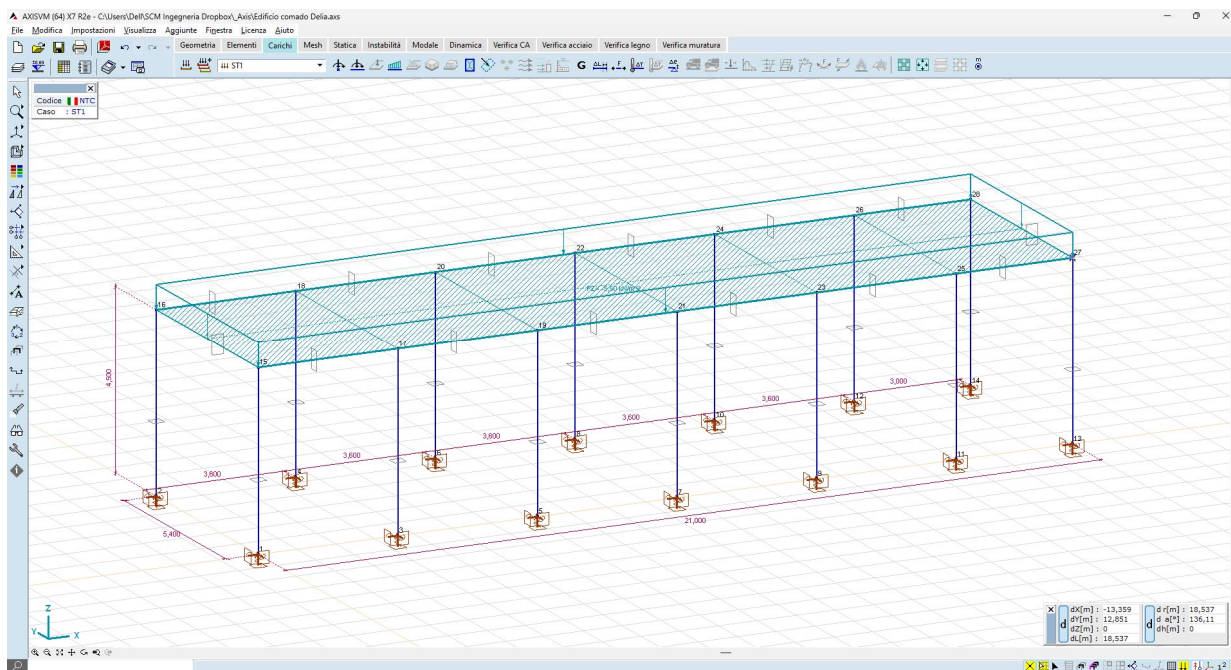 AXISVM (64) X7 R2e - C:\Users\Dell\SCM Ingegneria Dropbox\_Axis\Edificio comado Delia.axs
File Modifica Impostazioni Visualizza Aggiunte Finestra Licenza Aiuto
Geometria Elementi Carichi Mesh Statica Instabilità Modale Dinamica Verifica CA Verifica acciaio Verifica legno Verifica muratura
ST1
G
Codice NTC
Caso : ST1
28
26
24
27
22
25
20
23
18
21
16
19
17
15
4,500
3,000
14
3,600
12
3,600
10
13
3,600
8
11
3,600
6
9
3,600
4
7
2
5
21,000
5,400
3
1
Z
Y
X
dX[m] : -13,359
dY[m] : 12,851
dZ[m] : 0
dL[m] : 18,537
d
d r[m] : 18,537
d a[°] : 136,11
dh[m] : 0
d